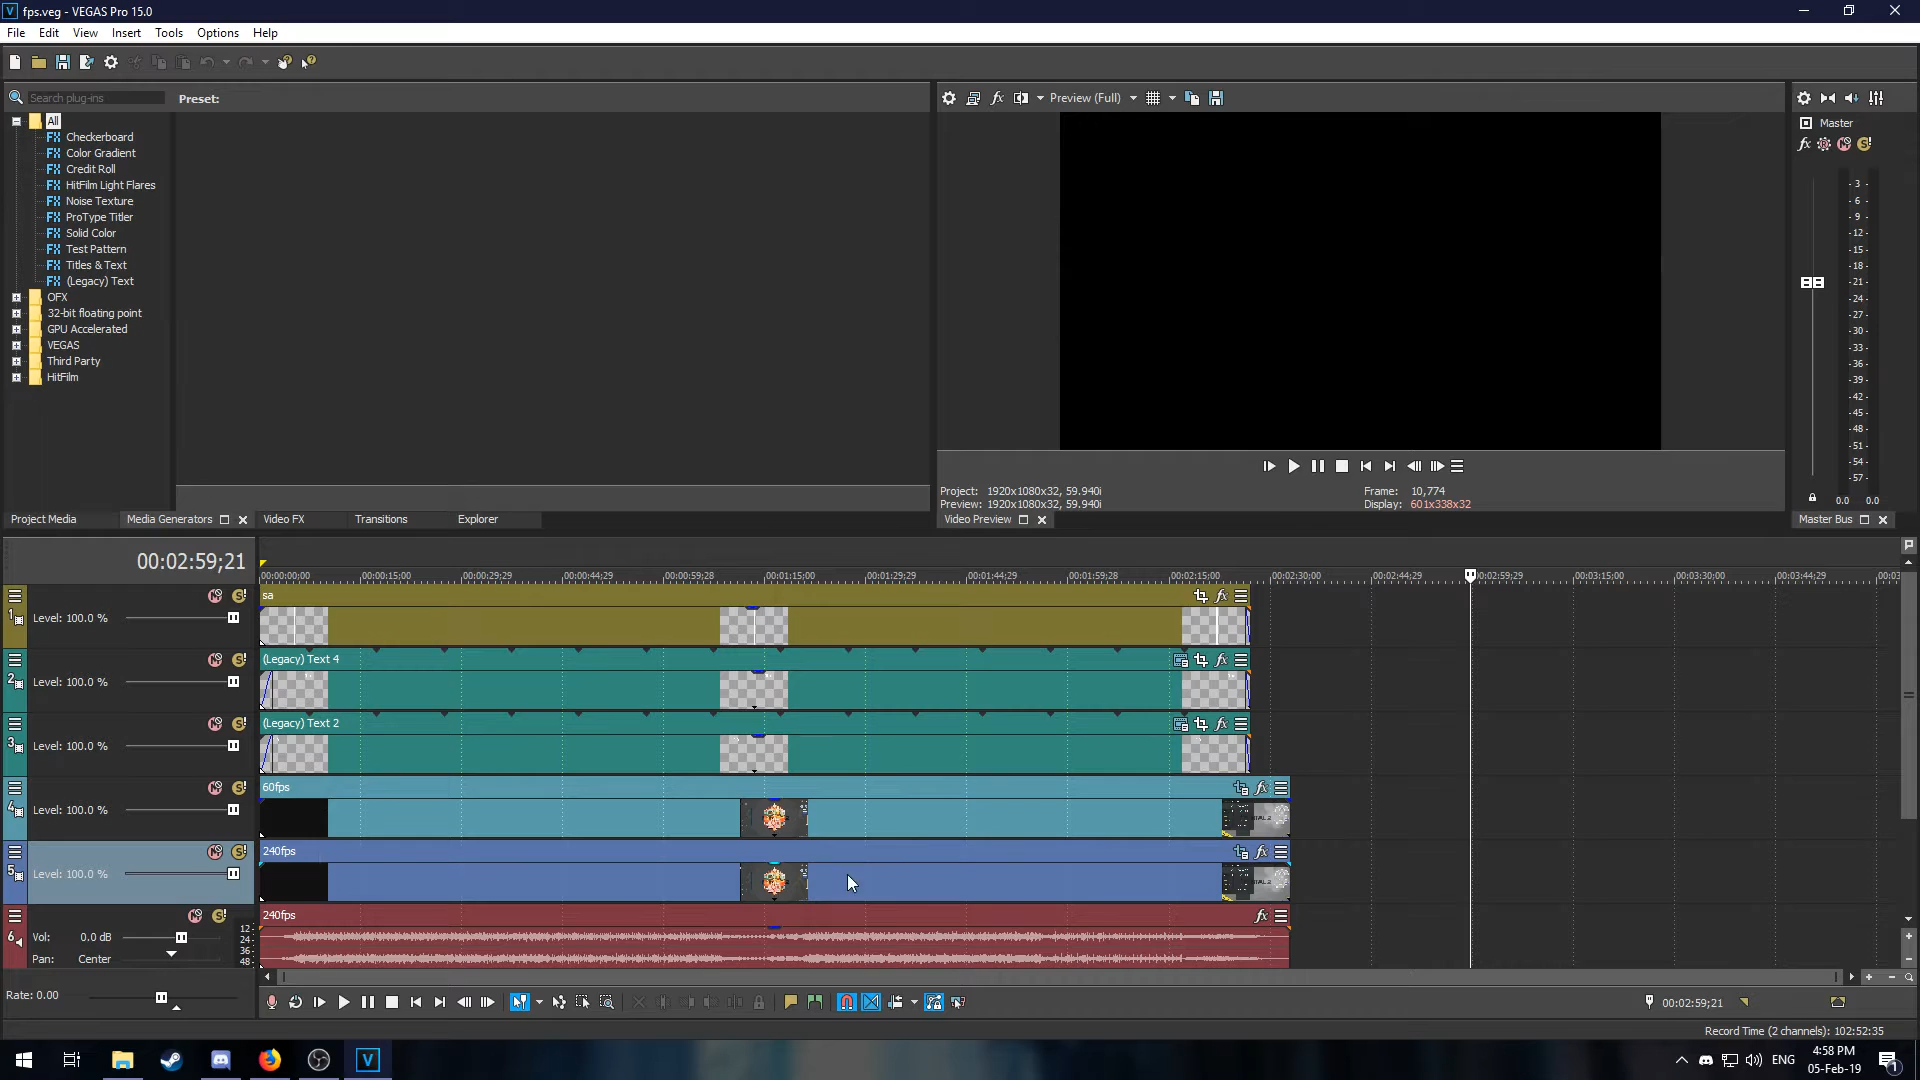 fps.veg - VEGAS Pro 15.0
File Edit View Insert Tools Options Help
Search plug-ins
Preset:
Preview (Full)
All
Checkerboard
Color Gradient
Credit Roll
HitFilm Light Flares
Noise Texture
ProType Titler
Solid Color
Test Pattern
Titles & Text
(Legacy) Text
OFX
32-bit floating point
GPU Accelerated
VEGAS
Third Party
HitFilm
Master
- 3 -
- 6 -
- 9 -
- 12 -
- 15 -
- 18 -
- 21 -
- 24 -
- 27 -
- 30 -
- 33 -
- 36 -
- 39 -
- 42 -
- 45 -
- 48 -
- 51 -
- 54 -
- 57 -
0.0 0.0
Project: 1920x1080x32, 59.940i
Preview: 1920x1080x32, 59.940i
Frame: 10,774
Display: 601x338x32
Project Media Media Generators Video FX Transitions Explorer
Video Preview
Master Bus
00:02:59;21
00:00:00;00 00:00:15;00 00:00:29;29 00:00:44;29 00:00:59;28 00:01:15;00 00:01:29;29 00:01:44;29 00:01:59;28 00:02:15;00 00:02:30;00 00:02:44;29 00:02:59;29 00:03:15;00 00:03:30;00 00:03:44;29
1 Level: 100.0 %
sa
2 Level: 100.0 %
(Legacy) Text 4
3 Level: 100.0 %
(Legacy) Text 2
4 Level: 100.0 %
60fps
5 Level: 100.0 %
240fps
6 Vol: 0.0 dB
Pan: Center
12
24
36
48
240fps
Rate: 0.00
00:02:59;21
Record Time (2 channels): 102:52:35
ENG
4:58 PM
05-Feb-19
1